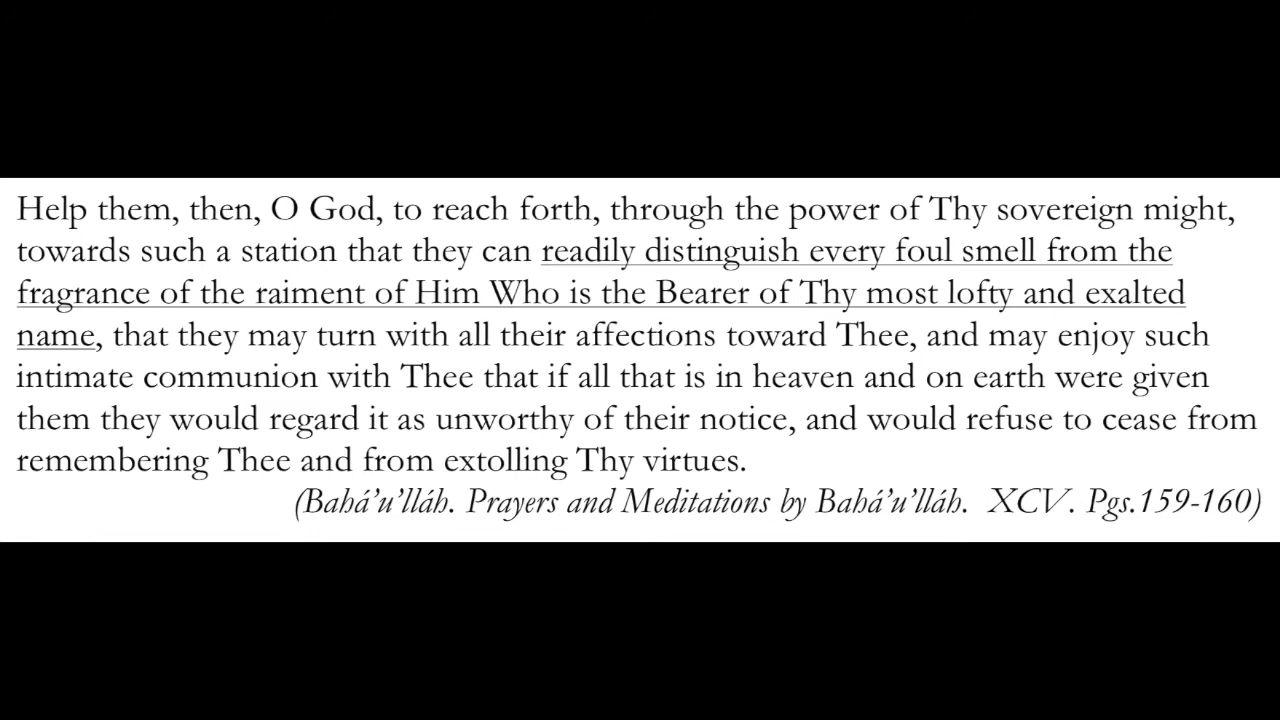 Help them, then, O God, to reach forth, through the power of Thy sovereign might,
towards such a station that they can readily distinguish every foul smell from the
fragrance of the raiment of Him Who is the Bearer of Thy most lofty and exalted
name, that they may turn with all their affections toward Thee, and may enjoy such
intimate communion with Thee that if all that is in heaven and on earth were given
them they would regard it as unworthy of their notice, and would refuse to cease from
remembering Thee and from extolling Thy virtues.
(Bahá’u’lláh. Prayers and Meditations by Bahá’u’lláh. XCV. Pgs.159-160)